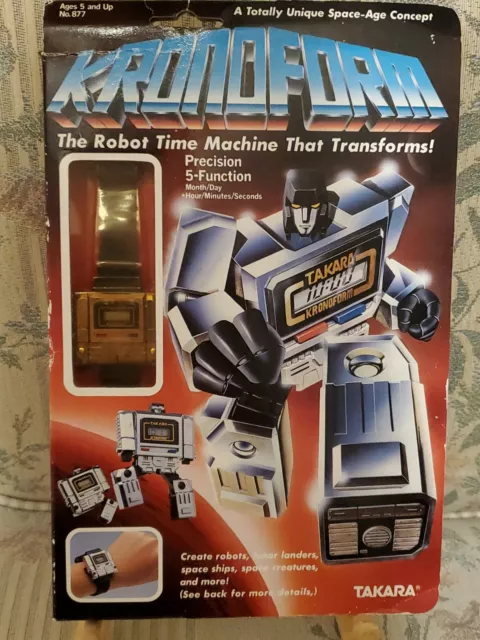 Ages 5 and Up
No.877
A Totally Unique Space-Age Concept
KRONOFORM
The Robot Time Machine That Transforms!
Precision
5-Function
Month/Day
+Hour/Minutes/Seconds
TAKARA
KRONOFORM
TAKARA
Create robots, lunar landers,
space ships, space creatures,
and more!
(See back for more details,)
TAKARA®